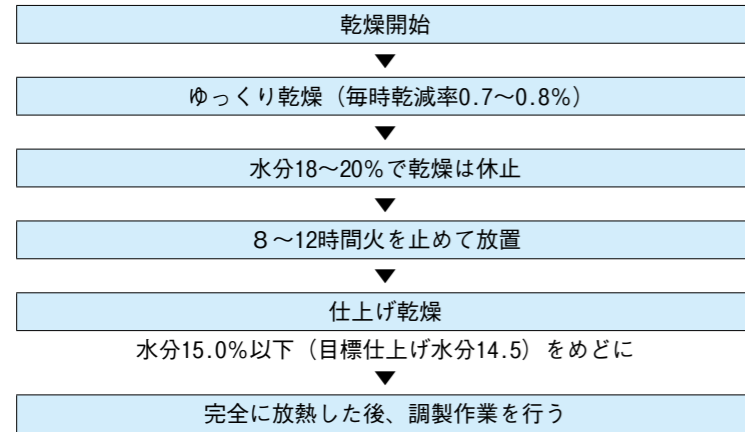 乾燥開始
▼
ゆっくり乾燥（毎時乾減率0.7～0.8%）
▼
水分18～20％で乾燥は休止
▼
８～12時間火を止めて放置
▼
仕上げ乾燥
水分15.0%以下（目標仕上げ水分14.5）をめどに
▼
完全に放熱した後、調製作業を行う